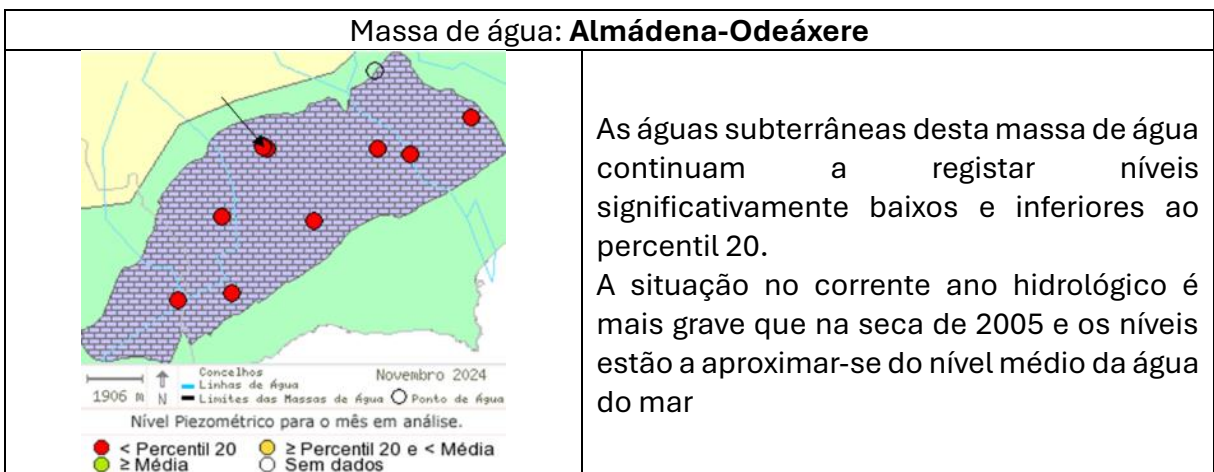 Massa de água: Almádena-Odeáxere
As águas subterrâneas desta massa de água
continuam a registar níveis
significativamente baixos e inferiores ao
percentil 20.
A situação no corrente ano hidrológico é
mais grave que na seca de 2005 e os níveis
estão a aproximar-se do nível médio da água
do mar
Concelhos
Novembro 2024
Linhas de Água
1906 m N Limites das Massas de Água Ponto de Água
Nível Piezométrico para o mês em análise.
< Percentil 20 ≥ Percentil 20 e < Média
≥ Média Sem dados